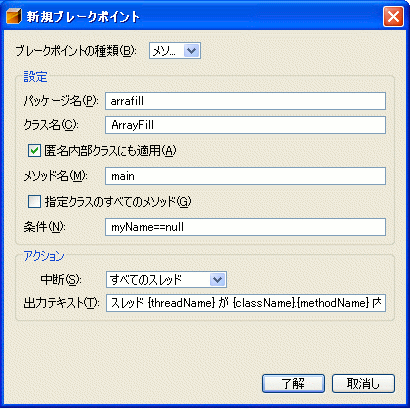 新規ブレークポイント
ブレークポイントの種類(B): メソ...
設定
パッケージ名(P): arrafill
クラス名(C): ArrayFill
匿名内部クラスにも適用(A)
メソッド名(M): main
指定クラスのすべてのメソッド(G)
条件(N): myName==null
アクション
中断(S): すべてのスレッド
出力テキスト(T): スレッド {threadName} が {className}.{methodName} 
了解 取消し